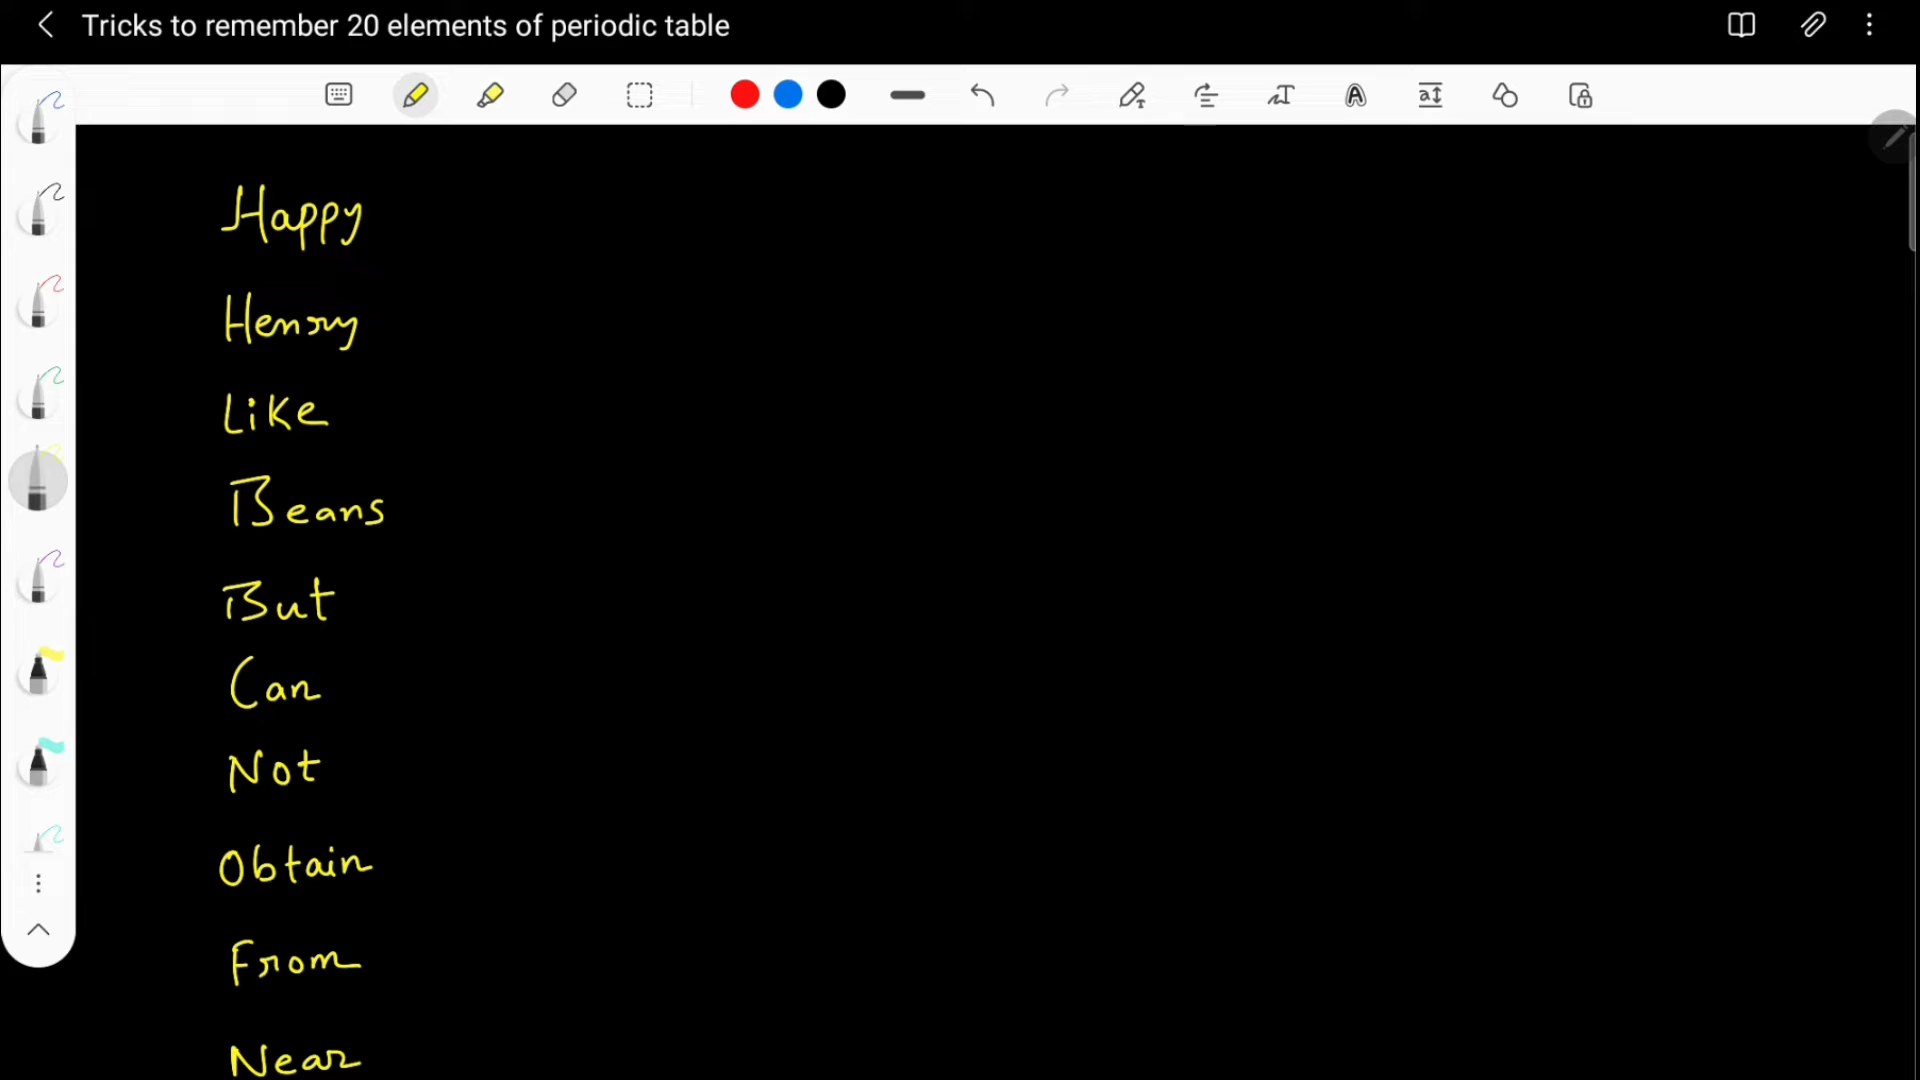 Tricks to remember 20 elements of periodic table
Happy
Henry
Like
Beans
But
Can
Not
Obtain
From
Near